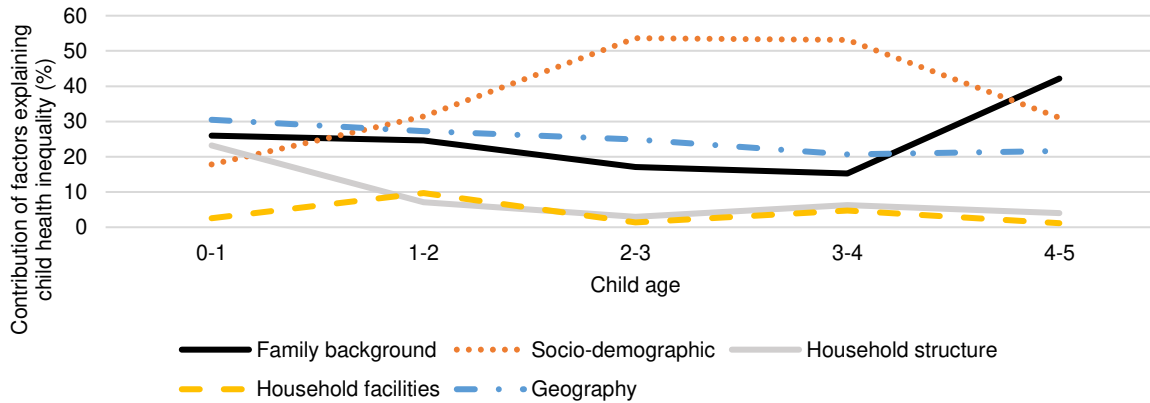 Contribution of factors explaining
child health inequality (%)
60
50
40
30
20
10
0
0-1 1-2 2-3 3-4 4-5
Child age
Family background Socio-demographic Household structure
Household facilities Geography